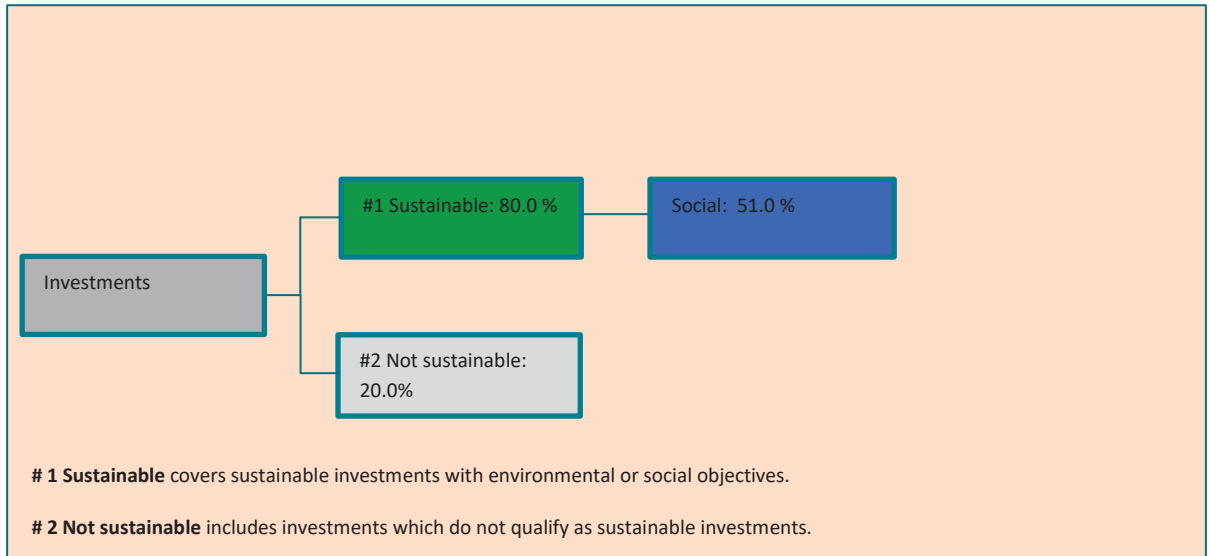 #1 Sustainable: 80.0 %
Social:  51.0 %
Investments
#2 Not sustainable:
20.0%
# 1 Sustainable covers sustainable investments with environmental or social objectives.
# 2 Not sustainable includes investments which do not qualify as sustainable investments.